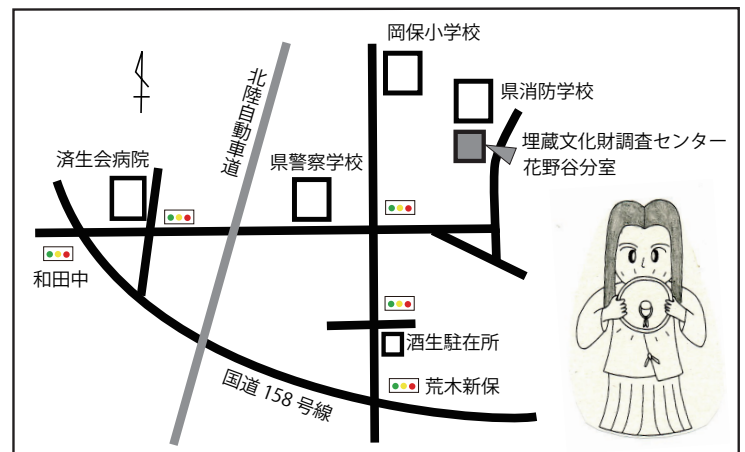 岡保小学校
県消防学校
北陸自動車道
埋蔵文化財調査センター
花野谷分室
済生会病院
県警察学校
和田中
酒生駐在所
国道 158 号線
荒木新保